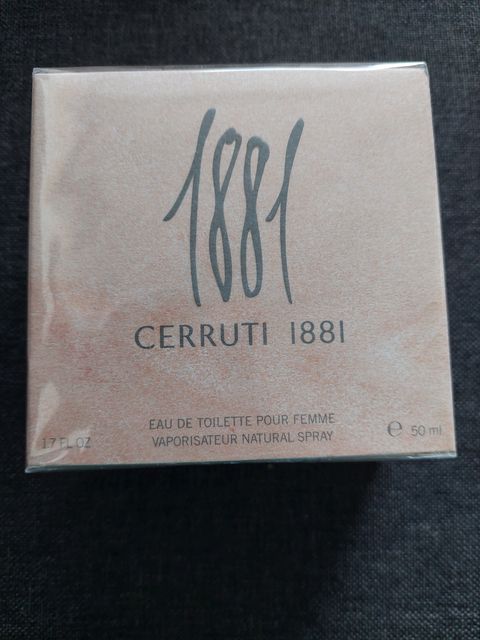 1881
CERRUTI 1881
EAU DE TOILETTE POUR FEMME
1.7 FL OZ VAPORISATEUR NATURAL SPRAY ℮ 50 ml